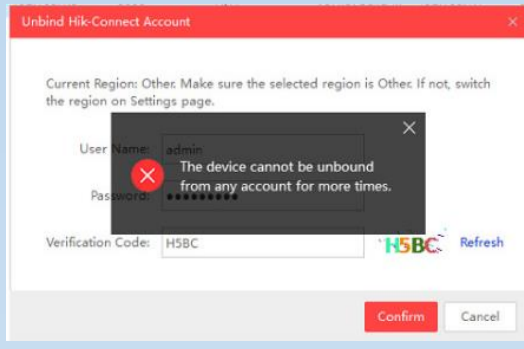 Unbind Hik-Connect Account
Current Region: Other. Make sure the selected region is Other. If not, switch
the region on Settings page.
User Name: admin
The device cannot be unbound
from any account for more times.
Password:
Verification Code: H5BC H5BC Refresh
Confirm Cancel